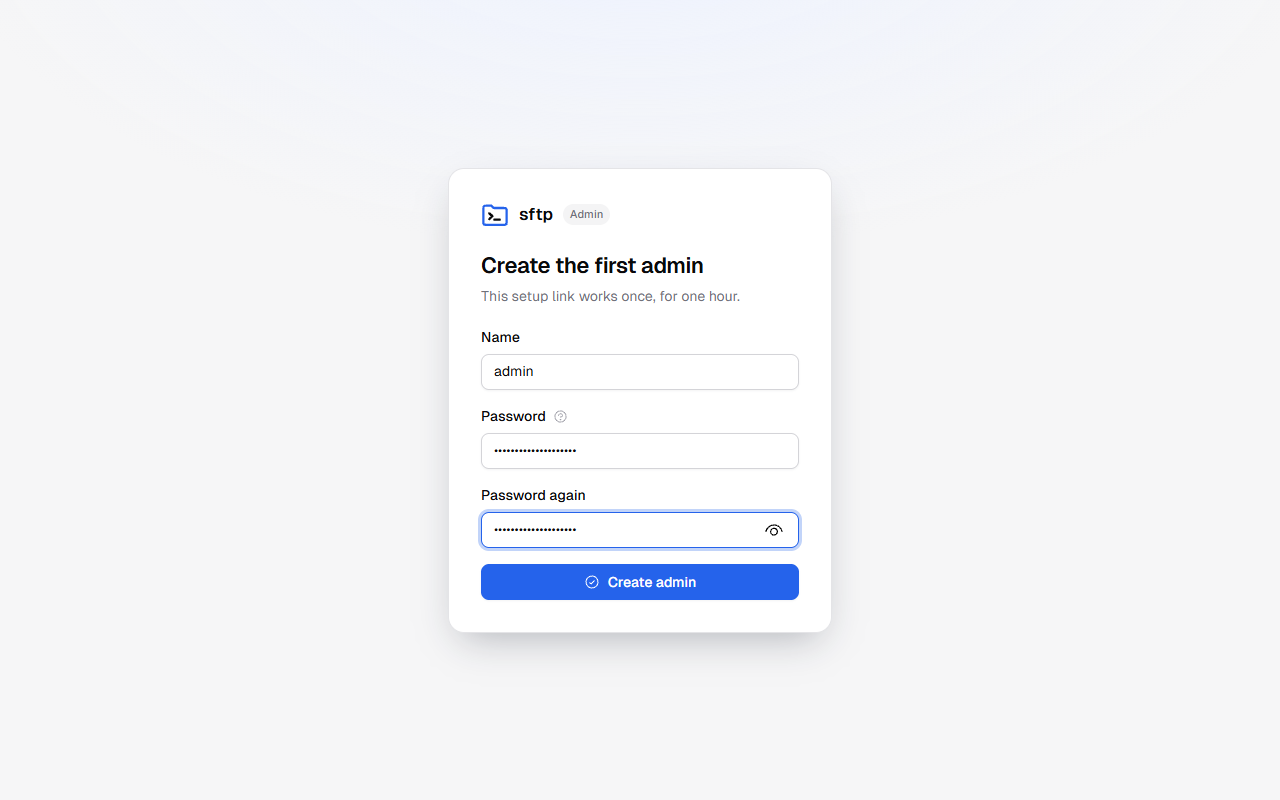 sftp Admin
Create the first admin
This setup link works once, for one hour.
Name
admin
Password
••••••••••••••••••••
Password again
••••••••••••••••••••
Create admin